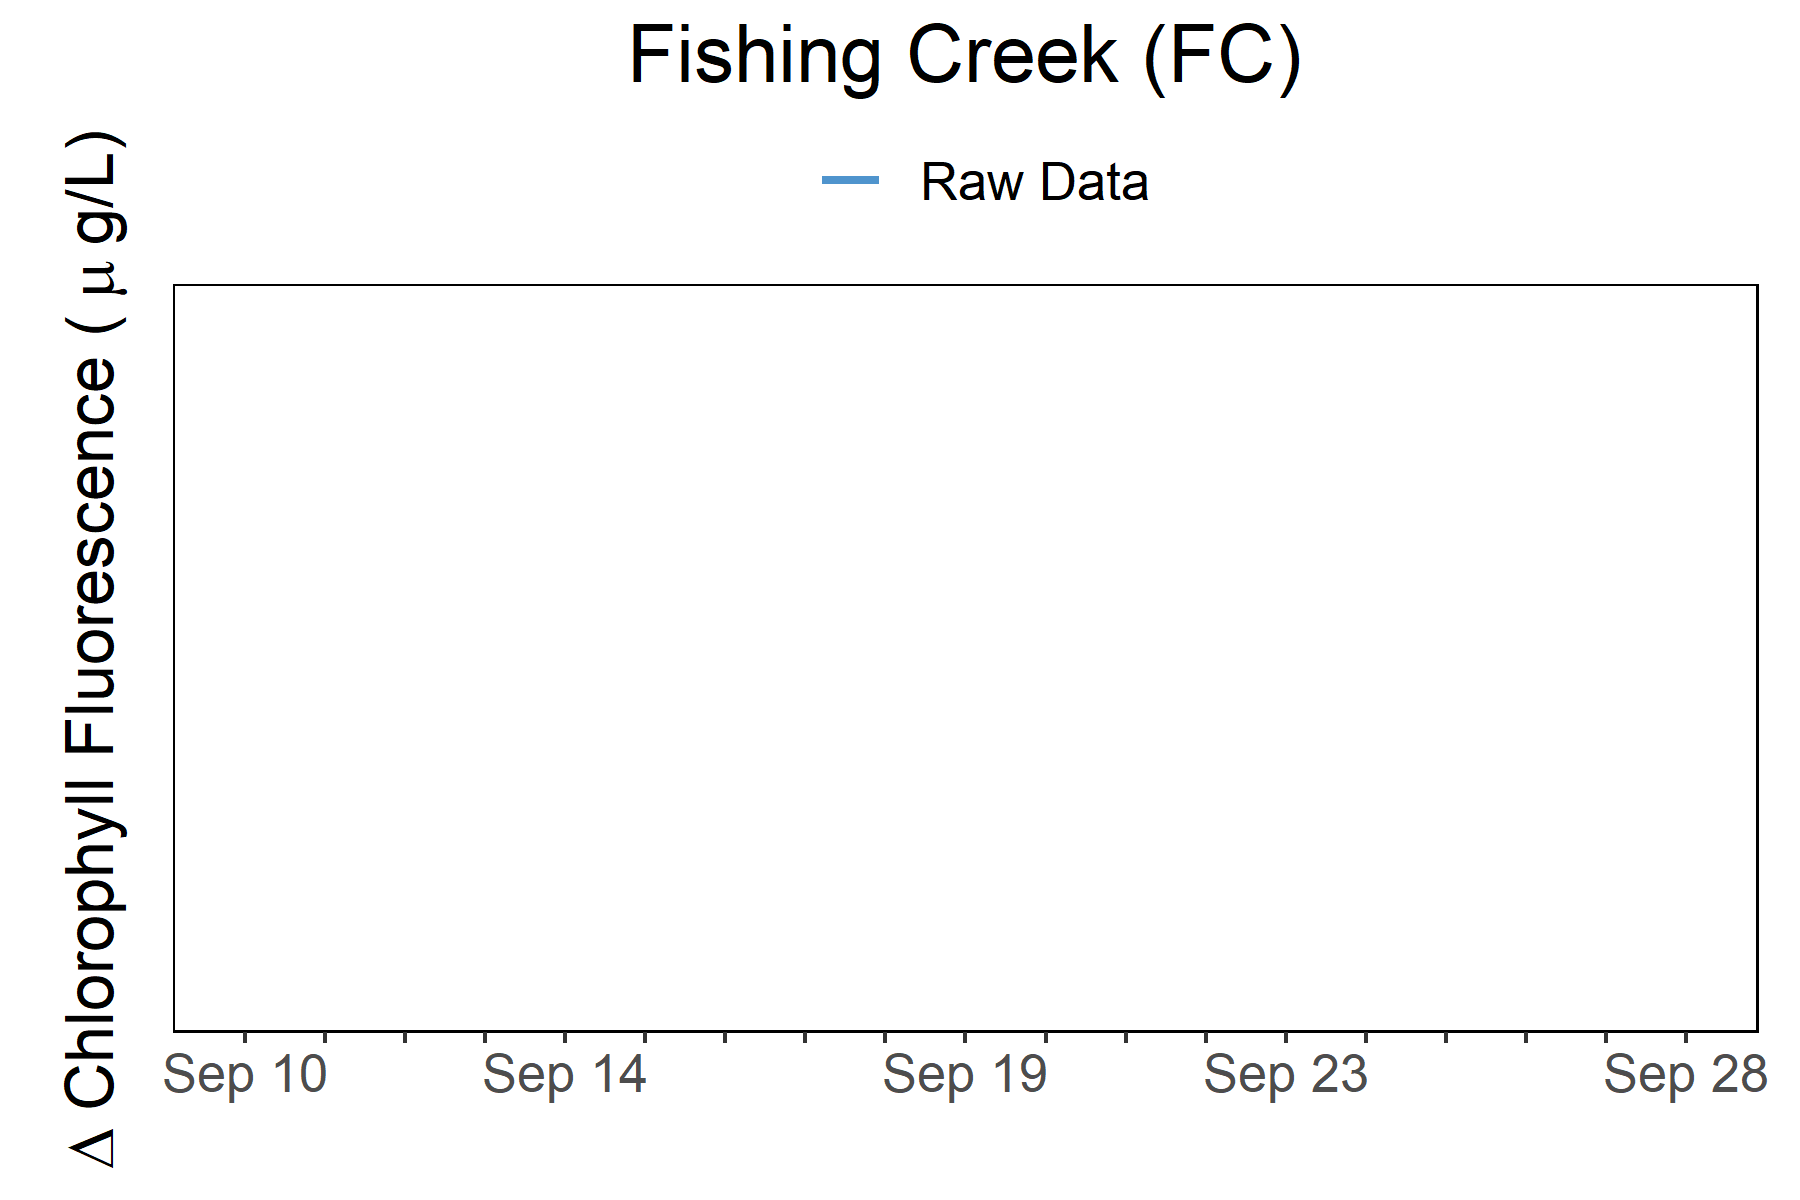 Fishing Creek (FC)
Raw Data
Δ Chlorophyll Fluorescence ( μ g/L)
Sep 10 Sep 14 Sep 19 Sep 23 Sep 28